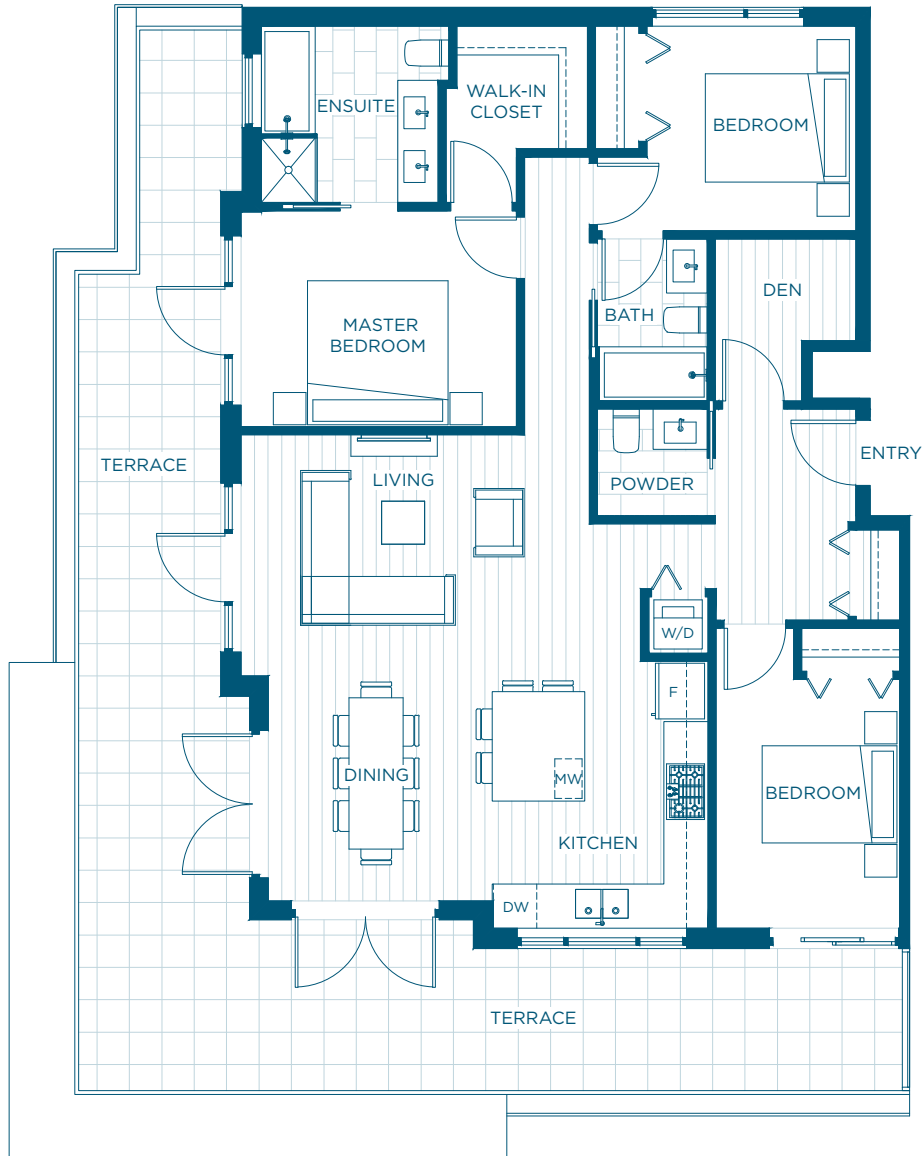 ENSUITE
WALK-IN
CLOSET
BEDROOM
DEN
BATH
MASTER
BEDROOM
TERRACE
LIVING
POWDER
ENTRY
W/D
F
DINING
MW
BEDROOM
KITCHEN
DW
TERRACE